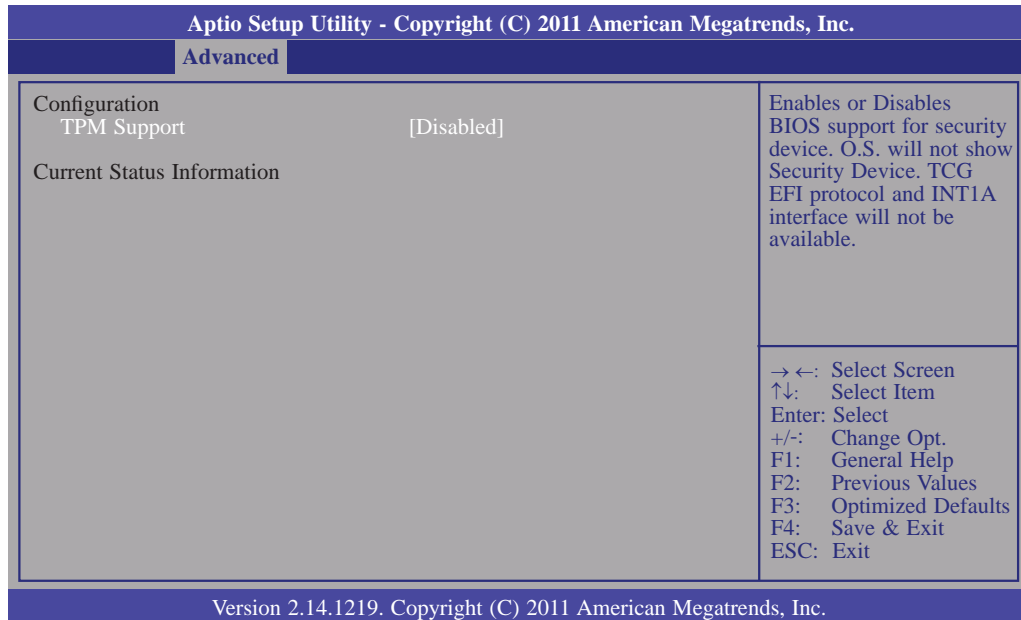 Aptio Setup Utility - Copyright (C) 2011 American Megatrends, Inc.
Advanced
Configuration
TPM Support [Disabled]
Current Status Information
Enables or Disables
BIOS support for security
device. O.S. will not show
Security Device. TCG
EFI protocol and INT1A
interface will not be
available.
→ ←: Select Screen
↑↓: Select Item
Enter: Select
+/-: Change Opt.
F1: General Help
F2: Previous Values
F3: Optimized Defaults
F4: Save & Exit
ESC: Exit
Version 2.14.1219. Copyright (C) 2011 American Megatrends, Inc.